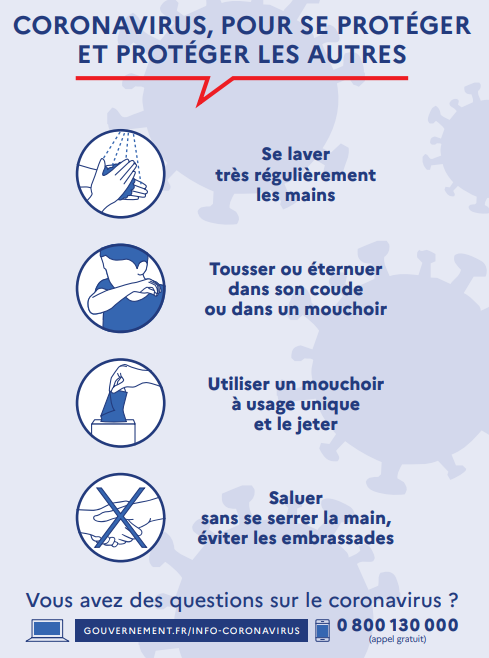 CORONAVIRUS, POUR SE PROTÉGER
ET PROTÉGER LES AUTRES
Se laver
très régulièrement
les mains
Tousser ou éternuer
dans son coude
ou dans un mouchoir
Utiliser un mouchoir
à usage unique
et le jeter
Saluer
sans se serrer la main,
éviter les embrassades
Vous avez des questions sur le coronavirus ?
GOUVERNEMENT.FR/INFO-CORONAVIRUS
0 800 130 000
(appel gratuit)